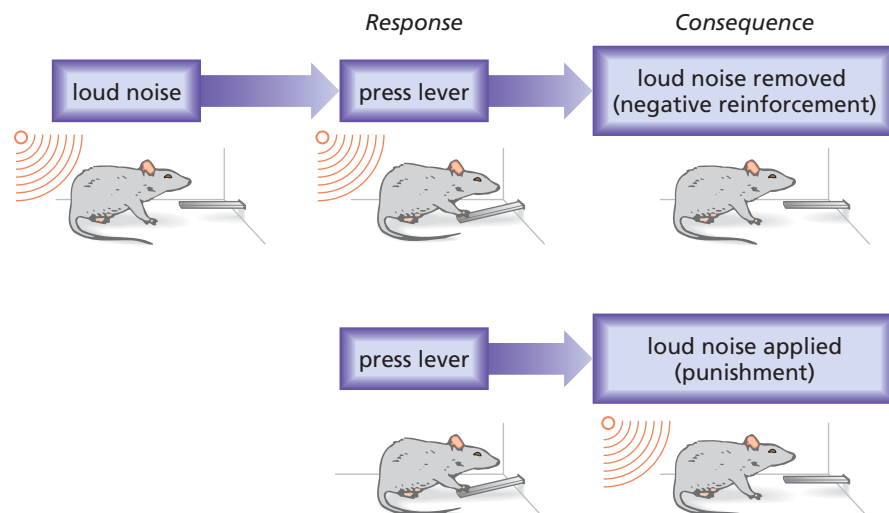 Response
Consequence
loud noise
press lever
loud noise removed
(negative reinforcement)
press lever
loud noise applied
(punishment)